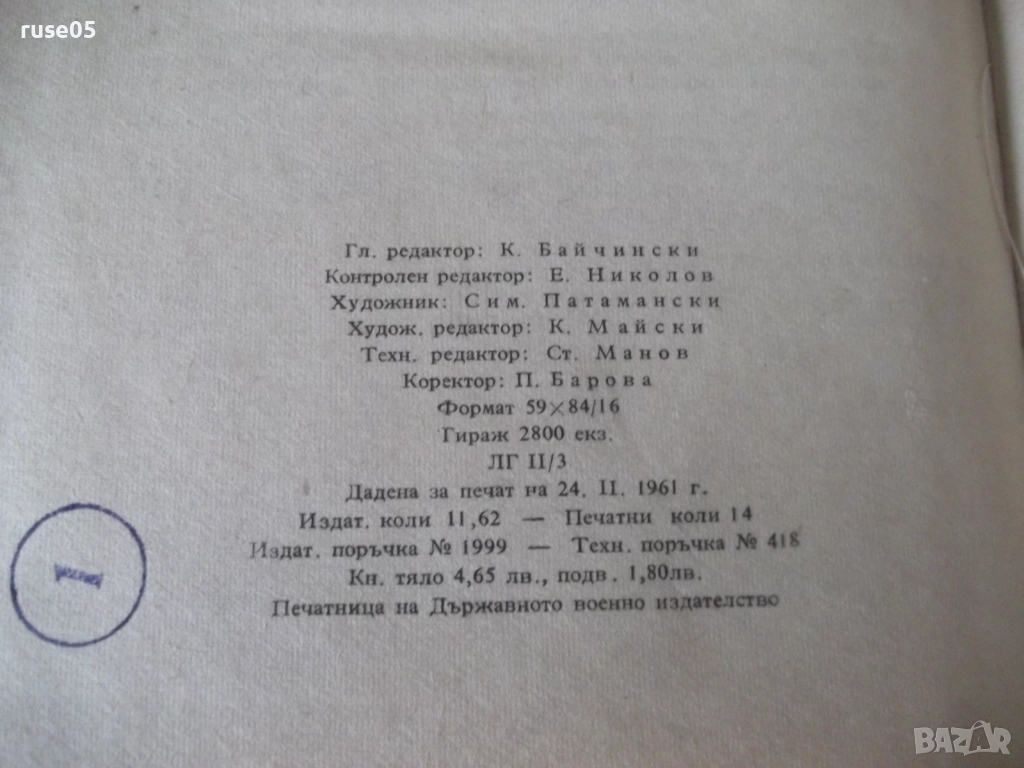 ruse05
Гл. редактор: К. Байчински
Контролен редактор: Е. Николов
Художник: Сим. Патамански
Худож. редактор: К. Майски
Техн. редактор: Ст. Манов
Коректор: П. Барова
Формат 59×84/16
Тираж 2800 екз.
ЛГ II/3
Дадена за печат на 24. II. 1961 г.
Издат. коли 11,62 — Печатни коли 14
Издат. поръчка № 1999 — Техн. поръчка № 418
Кн. тяло 4,65 лв., подв. 1,80лв.
Печатница на Държавното военно издателство
BAZAR